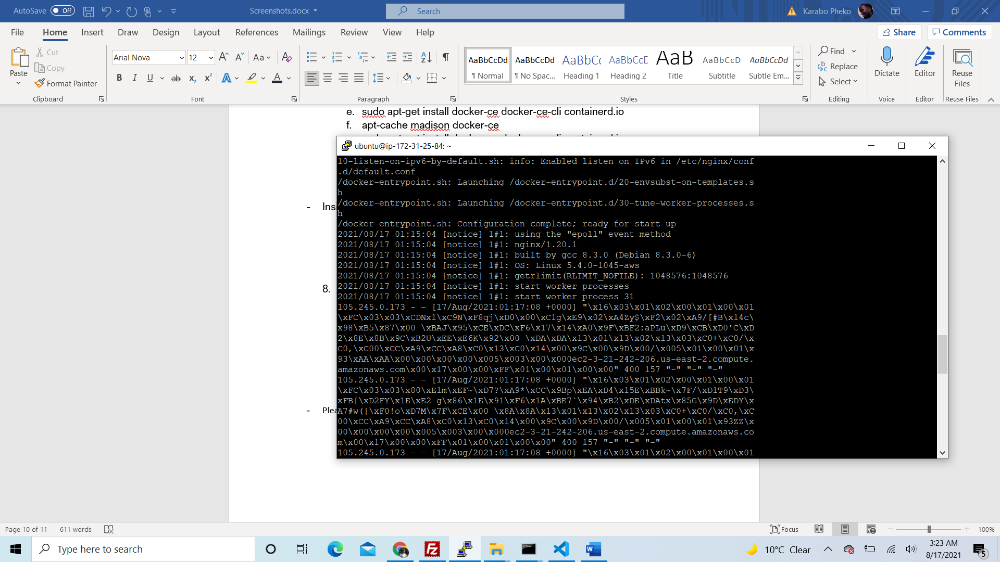 AutoSave Off Screenshots.docx Search Karabo Pheko
File Home Insert Draw Design Layout References Mailings Review View Help Share Comments
Paste Cut Copy Format Painter Clipboard
Arial Nova 12 Aa B I U ab x₂ x² A A Font
Paragraph
AaBbCcDd AaBbCcDd AaBbCc AaBbCcC AaB AaBbCcD AaBbCcDd
¶ Normal ¶ No Spac... Heading 1 Heading 2 Title Subtitle Subtle Em...
Styles
Find Replace Select Editing
Dictate Voice
Editor Editor
Reuse Files Reuse Files
e. sudo apt-get install docker-ce docker-ce-cli containerd.io
f. apt-cache madison docker-ce
- Ins
8.
- Plea
ubuntu@ip-172-31-25-84: ~
10-listen-on-ipv6-by-default.sh: info: Enabled listen on IPv6 in /etc/nginx/conf
.d/default.conf
/docker-entrypoint.sh: Launching /docker-entrypoint.d/20-envsubst-on-templates.s
h
/docker-entrypoint.sh: Launching /docker-entrypoint.d/30-tune-worker-processes.s
h
/docker-entrypoint.sh: Configuration complete; ready for start up
2021/08/17 01:15:04 [notice] 1#1: using the "epoll" event method
2021/08/17 01:15:04 [notice] 1#1: nginx/1.20.1
2021/08/17 01:15:04 [notice] 1#1: built by gcc 8.3.0 (Debian 8.3.0-6)
2021/08/17 01:15:04 [notice] 1#1: OS: Linux 5.4.0-1045-aws
2021/08/17 01:15:04 [notice] 1#1: getrlimit(RLIMIT_NOFILE): 1048576:1048576
2021/08/17 01:15:04 [notice] 1#1: start worker processes
2021/08/17 01:15:04 [notice] 1#1: start worker process 31
105.245.0.173 - - [17/Aug/2021:01:17:08 +0000] "\x16\x03\x01\x02\x00\x01\x00\x01
\xFC\x03\x03\xCDNx1\xC9N\xF8qj\xD0\x00\xC1g\xE9\x02\xA4Zy$\xF2\x02\xA9/[#B\x14c\
x98\xB5\x87\x00 \xBAJ\x95\xCE\xDC\xF6\x17\x14\xA0\x9F\xBF2:aPLu\xD9\xCB\xD0'C\xD
2\x8E\x8B\x9C\xB2U\xEE\xE6K\x92\x00 \xDA\xDA\x13\x01\x13\x02\x13\x03\xC0+\xC0/\x
C0,\xC00\xCC\xA9\xCC\xA8\xC0\x13\xC0\x14\x00\x9C\x00\x9D\x00/\x005\x01\x00\x01\x
93\xAA\xAA\x00\x00\x00\x00\x005\x003\x00\x000ec2-3-21-242-206.us-east-2.compute.
amazonaws.com\x00\x17\x00\x00\xFF\x01\x00\x01\x00\x00" 400 157 "-" "-" "-"
105.245.0.173 - - [17/Aug/2021:01:17:08 +0000] "\x16\x03\x01\x02\x00\x01\x00\x01
\xFC\x03\x03\x80\xE1m\xEF~\xD7?\xA9*\xCC\x9Bp\xEA\xD4\x15E\xBBk~\x7F/\xD1T9\xD3\
xFB{\xD2FY\x1E\xE2 g\x86\x1E\x91\xF6\x1A\xBE7`\x94\xB2\xDE\xDAtx\x85G\x9D\xEDY\x
A7#w(|\xF0!o\xD7M\x7F\xCE\x00 \x8A\x8A\x13\x01\x13\x02\x13\x03\xC0+\xC0/\xC0,\xC
00\xCC\xA9\xCC\xA8\xC0\x13\xC0\x14\x00\x9C\x00\x9D\x00/\x005\x01\x00\x01\x93ZZ\x
00\x00\x00\x00\x005\x003\x00\x000ec2-3-21-242-206.us-east-2.compute.amazonaws.co
m\x00\x17\x00\x00\xFF\x01\x00\x01\x00\x00" 400 157 "-" "-" "-"
105.245.0.173 - - [17/Aug/2021:01:17:08 +0000] "\x16\x03\x01\x02\x00\x01\x00\x01
Page 10 of 11 611 words Focus 100%
Type here to search 10°C Clear 3:23 AM
8/17/2021 5